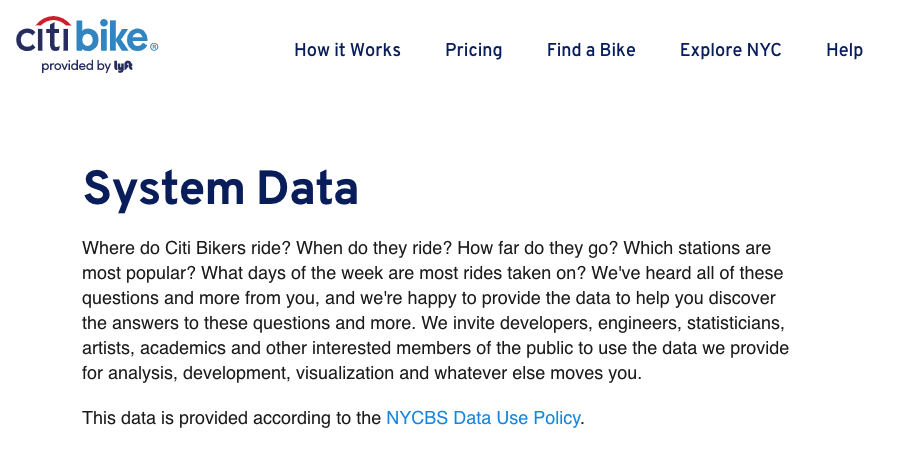 citi bike®
provided by lyft
How it Works Pricing Find a Bike Explore NYC Help
System Data
Where do Citi Bikers ride? When do they ride? How far do they go? Which stations are
most popular? What days of the week are most rides taken on? We've heard all of these
questions and more from you, and we're happy to provide the data to help you discover
the answers to these questions and more. We invite developers, engineers, statisticians,
artists, academics and other interested members of the public to use the data we provide
for analysis, development, visualization and whatever else moves you.
This data is provided according to the NYCBS Data Use Policy.